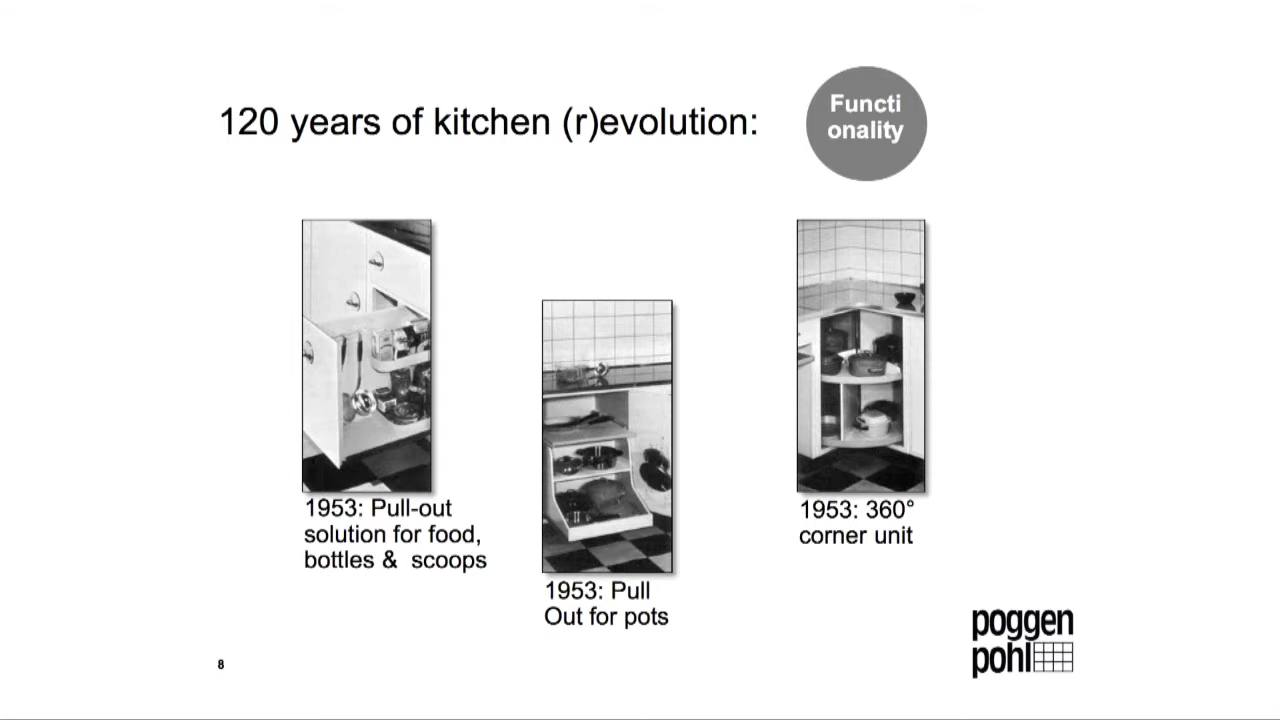 120 years of kitchen (r)evolution:
Functi
onality
1953: Pull-out
solution for food,
bottles & scoops
1953: Pull
Out for pots
1953: 360°
corner unit
poggen
pohl
8